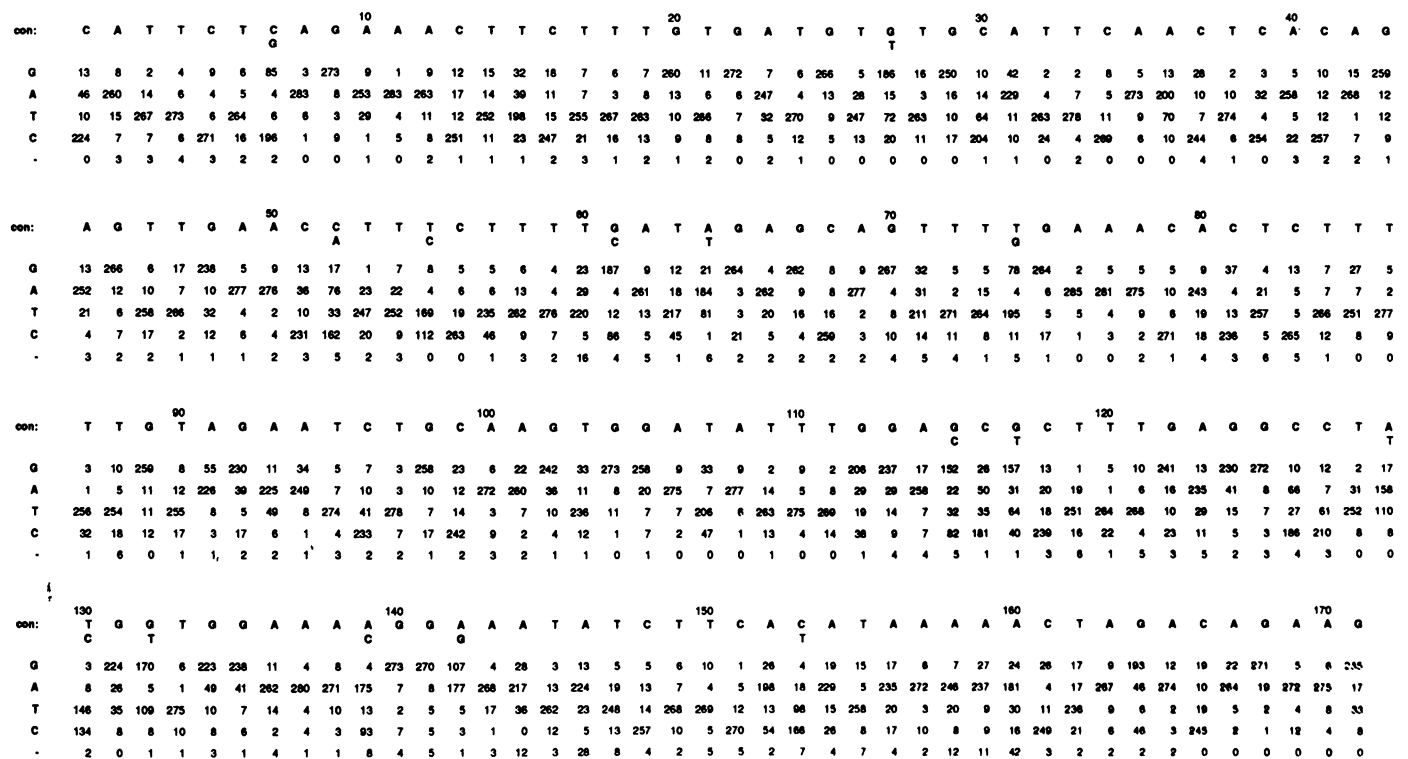 10 20 30 40
con: C A T T C T C A G A A A C T T C T T T G T G A T G T G T G C A T T C A A C T C A C A G
G T
G 13 8 2 4 9 6 85 3 273 9 1 9 12 15 32 18 7 6 7 260 11 272 7 6 266 5 186 16 250 10 42 2 2 8 5 13 28 2 3 5 10 15 259
A 46 260 14 6 4 5 4 283 8 253 283 263 17 14 39 11 7 3 8 13 6 6 247 4 13 28 15 3 16 14 229 4 7 5 273 200 10 10 32 258 12 268 12
T 10 15 267 273 6 264 6 6 3 29 4 11 12 252 198 15 255 267 263 10 266 7 32 270 9 247 72 263 10 64 11 263 278 11 9 70 7 274 4 5 12 1 12
C 224 7 7 6 271 16 196 1 9 1 5 8 251 11 23 247 21 16 13 9 8 8 5 12 5 13 20 11 17 204 10 24 4 269 6 10 244 6 254 22 257 7 9
- 0 3 3 4 3 2 2 0 0 1 0 2 1 1 1 2 3 1 2 1 2 0 2 1 0 0 0 0 0 1 1 0 2 0 0 0 4 1 0 3 2 2 1
50 60 70 80
con: A G T T G A A C C T T T C T T T T G A T A G A G C A G T T T T G A A A C A C T C T T T
A C C T G
G 13 266 6 17 236 5 9 13 17 1 7 8 5 5 6 4 23 187 9 12 21 264 4 262 8 9 267 32 5 5 78 264 2 5 5 5 9 37 4 13 7 27 5
A 252 12 10 7 10 277 276 36 76 23 22 4 6 6 13 4 29 4 261 18 184 3 262 9 8 277 4 31 2 15 4 6 285 281 275 10 243 4 21 5 7 7 2
T 21 6 258 266 32 4 2 10 33 247 252 169 19 235 262 276 220 12 13 217 81 3 20 16 16 2 8 211 271 264 195 5 5 4 9 6 19 13 257 5 266 251 277
C 4 7 17 2 12 6 4 231 162 20 9 112 263 46 9 7 5 86 5 45 1 21 5 4 259 3 10 14 11 8 11 17 1 3 2 271 18 236 5 265 12 8 9
- 3 2 2 1 1 1 2 3 5 2 3 0 0 1 3 2 16 4 5 1 6 2 2 2 2 2 4 5 4 1 5 1 0 0 2 1 4 3 6 5 1 0 0
90 100 110 120
con: T T G T A G A A T C T G C A A G T G G A T A T T T G G A G C G C T T T G A G G C C T A
C T T
G 3 10 259 8 55 230 11 34 5 7 3 258 23 6 22 242 33 273 258 9 33 9 2 9 2 206 237 17 152 26 157 13 1 5 10 241 13 230 272 10 12 2 17
A 1 5 11 12 226 39 225 249 7 10 3 10 12 272 260 36 11 8 20 275 7 277 14 5 8 29 29 258 22 50 31 20 19 1 6 16 235 41 8 66 7 31 158
T 256 254 11 255 8 5 49 8 274 41 278 7 14 3 7 10 236 11 7 7 206 6 263 275 269 19 14 7 32 35 64 18 251 264 268 10 29 15 7 27 61 252 110
C 32 18 12 17 3 17 6 1 4 233 7 17 242 9 2 4 12 1 7 2 47 1 13 4 14 38 9 7 82 181 40 239 16 22 4 23 11 5 3 186 210 8 8
- 1 6 0 1 1 2 2 1 3 2 2 1 2 3 2 1 1 0 1 0 0 0 1 0 0 1 4 4 5 1 1 3 6 1 5 3 5 2 3 4 3 0 0
130 140 150 160 170
con: T G G T G G A A A A G G A A A T A T C T T C A C A T A A A A A C T A G A C A G A A G
C T C G T
G 3 224 170 6 223 238 11 4 8 4 273 270 107 4 28 3 13 5 5 6 10 1 26 4 19 15 17 6 7 27 24 26 17 9 193 12 19 22 271 5 6 235
A 8 26 5 1 49 41 262 280 271 175 7 8 177 268 217 13 224 19 13 7 4 5 198 18 229 5 235 272 246 237 181 4 17 267 46 274 10 264 19 272 275 17
T 146 35 109 275 10 7 14 4 10 13 2 5 5 17 36 262 23 248 14 268 269 12 13 98 15 258 20 3 20 9 30 11 236 9 6 2 19 5 2 4 8 33
C 134 8 8 10 8 6 2 4 3 93 7 5 3 1 0 12 5 13 257 10 5 270 54 166 26 8 17 10 8 9 16 249 21 6 46 3 245 2 1 12 4 8
- 2 0 1 1 3 1 4 1 1 8 4 5 1 3 12 3 28 8 4 2 5 5 2 7 4 7 4 2 12 11 42 3 2 2 2 2 0 0 0 0 0 0